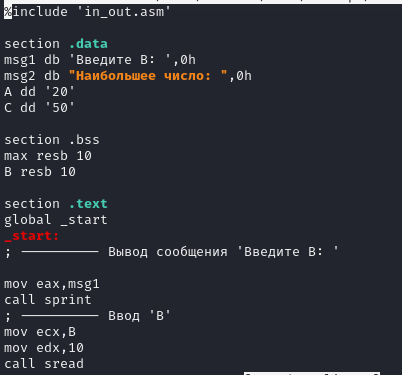 %include 'in_out.asm'
section .data
msg1 db 'Введите B: ',0h
msg2 db "Наибольшее число: ",0h
A dd '20'
C dd '50'
section .bss
max resb 10
B resb 10
section .text
global _start
_start:
; ---------- Вывод сообщения 'Введите B: '
mov eax,msg1
call sprint
; ---------- Ввод 'B'
mov ecx,B
mov edx,10
call sread